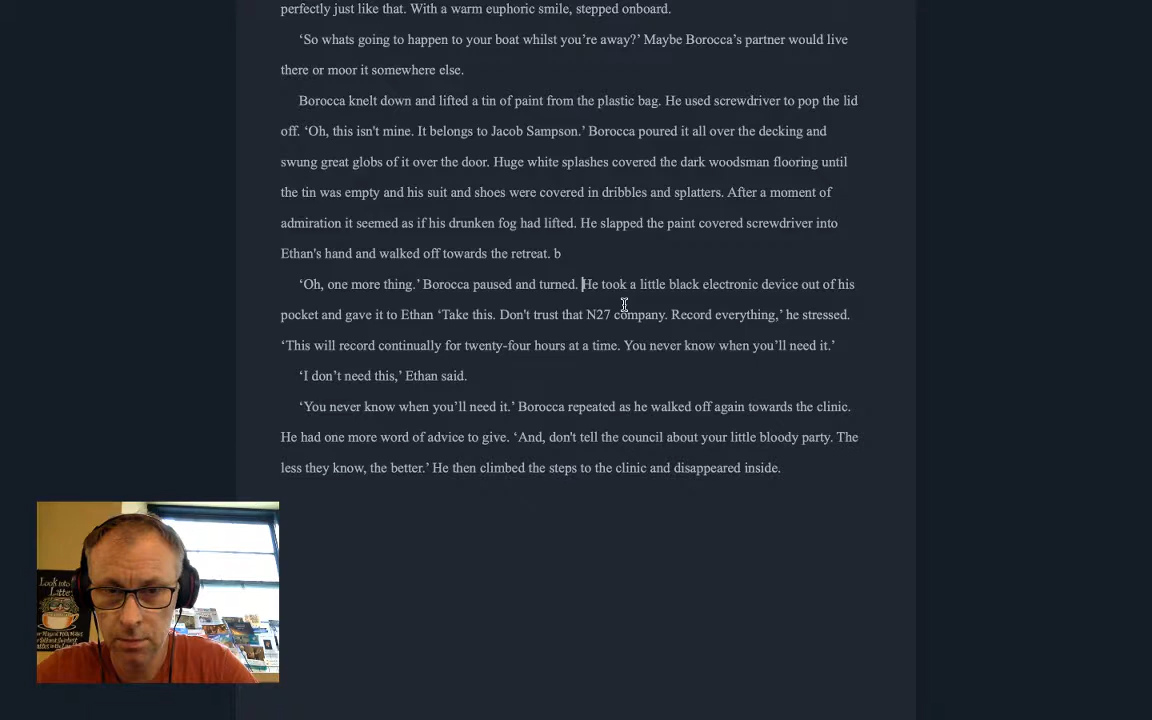 perfectly just like that. With a warm euphoric smile, stepped onboard.
‘So whats going to happen to your boat whilst you’re away?’ Maybe Borocca’s partner would live
there or moor it somewhere else.
Borocca knelt down and lifted a tin of paint from the plastic bag. He used screwdriver to pop the lid
off. ‘Oh, this isn't mine. It belongs to Jacob Sampson.’ Borocca poured it all over the decking and
swung great globs of it over the door. Huge white splashes covered the dark woodsman flooring until
the tin was empty and his suit and shoes were covered in dribbles and splatters. After a moment of
admiration it seemed as if his drunken fog had lifted. He slapped the paint covered screwdriver into
Ethan's hand and walked off towards the retreat. b
‘Oh, one more thing.’ Borocca paused and turned. He took a little black electronic device out of his
pocket and gave it to Ethan ‘Take this. Don't trust that N27 company. Record everything,’ he stressed.
‘This will record continually for twenty-four hours at a time. You never know when you’ll need it.’
‘I don’t need this,’ Ethan said.
‘You never know when you’ll need it.’ Borocca repeated as he walked off again towards the clinic.
He had one more word of advice to give. ‘And, don't tell the council about your little bloody party. The
less they know, the better.’ He then climbed the steps to the clinic and disappeared inside.
Look into